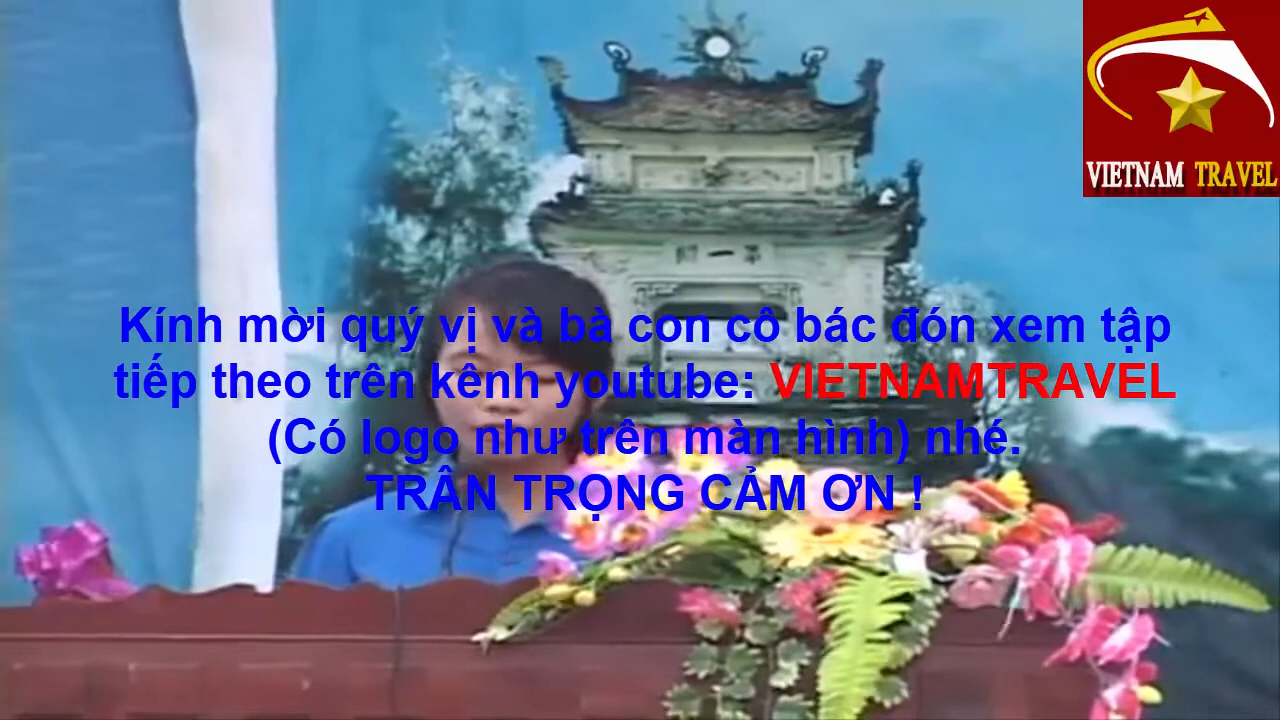 VIETNAM TRAVEL
Kính mời quý vị và bà con cô bác đón xem tập
tiếp theo trên kênh youtube: VIETNAMTRAVEL
(Có logo như trên màn hình) nhé.
TRÂN TRỌNG CẢM ƠN !